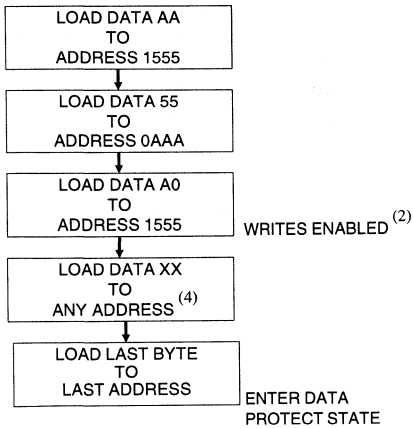 LOAD DATA AA
TO
ADDRESS 1555
LOAD DATA 55
TO
ADDRESS 0AAA
LOAD DATA A0
TO
ADDRESS 1555
WRITES ENABLED (2)
LOAD DATA XX
TO
ANY ADDRESS (4)
LOAD LAST BYTE
TO
LAST ADDRESS
ENTER DATA
PROTECT STATE